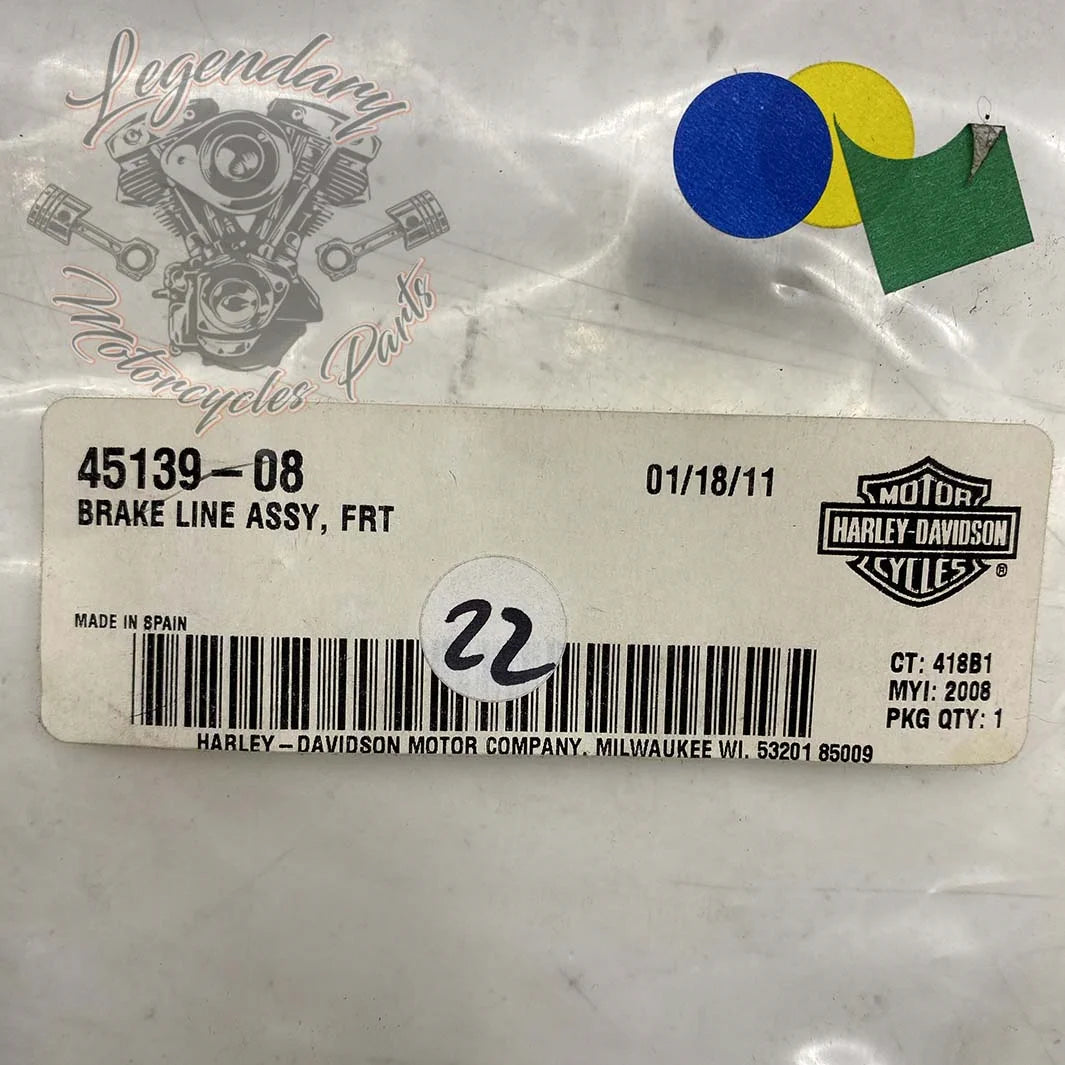 Legendary
Motorcycles Parts
45139-08
01/18/11
BRAKE LINE ASSY, FRT
MOTOR
HARLEY-DAVIDSON
CYCLES
®
22
MADE IN SPAIN
CT: 418B1
MYI: 2008
PKG QTY: 1
HARLEY-DAVIDSON MOTOR COMPANY. MILWAUKEE WI. 53201 85009